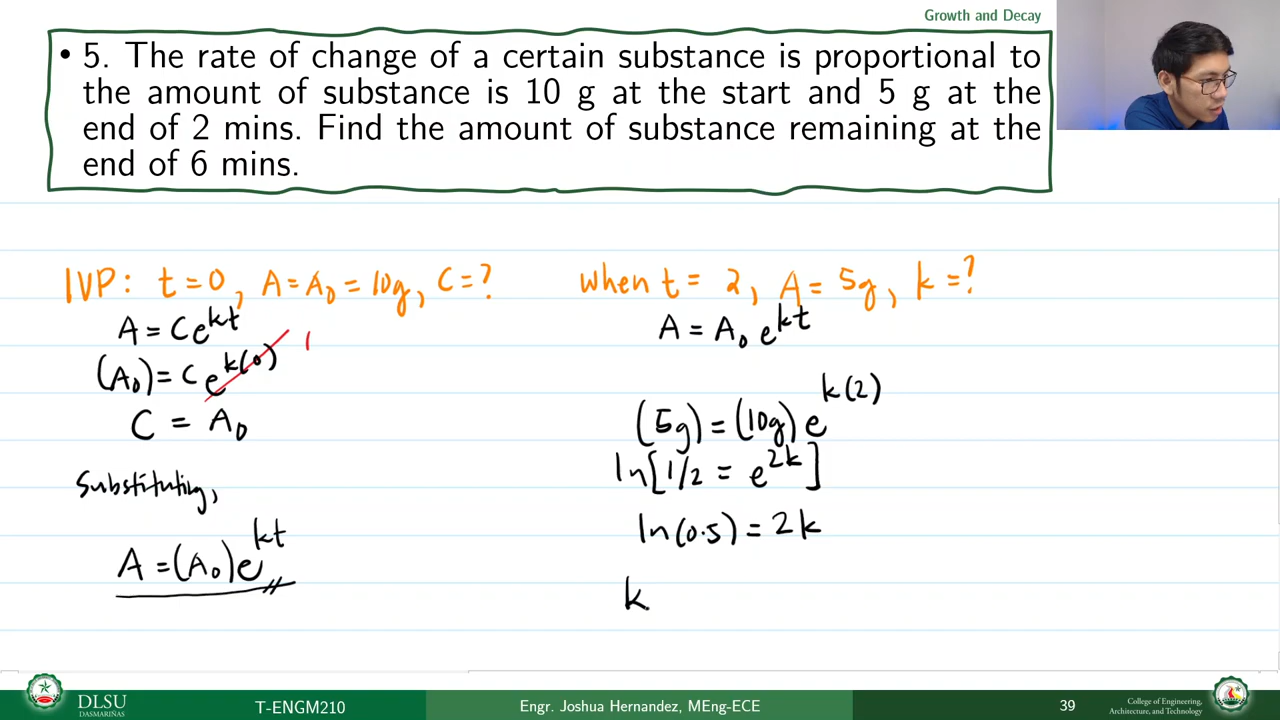 Growth and Decay
• 5. The rate of change of a certain substance is proportional to
the amount of substance is 10 g at the start and 5 g at the
end of 2 mins. Find the amount of substance remaining at the
end of 6 mins.
IVP: t=0, A=A₀=10g, C=?
A=Ce^{kt}
(A₀)=Ce^{k(0)} 1
C = A₀
Substituting,
A=(A₀)e^{kt}
when t= 2, A= 5g, k=?
A=A₀e^{kt}
(5g)=(10g)e^{k(2)}
ln[1/2 = e^{2k}]
ln(0.5)=2k
k
DLSU
DASMARIÑAS
T-ENGM210
Engr. Joshua Hernandez, MEng-ECE
39
College of Engineering,
Architecture, and Technology